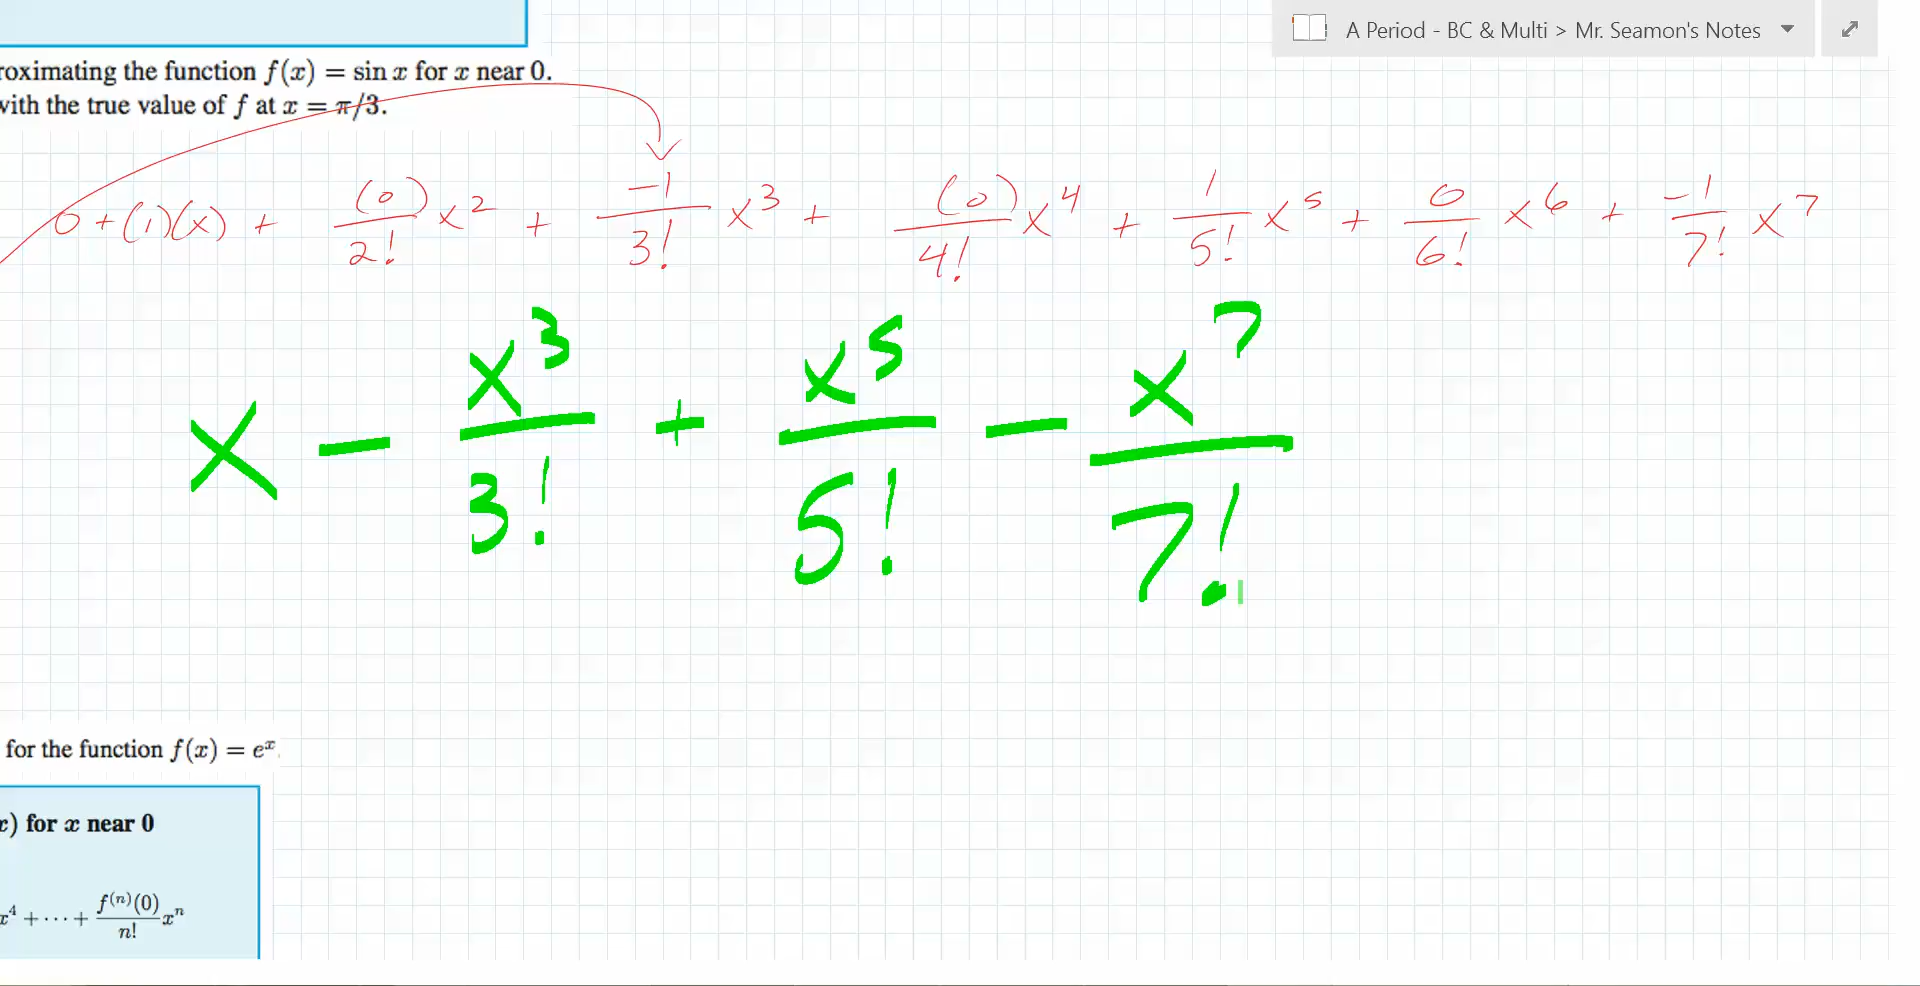 A Period - BC & Multi > Mr. Seamon's Notes
roximating the function f(x) = sin x for x near 0.
with the true value of f at x = π/3.
0 + (1)(x) + (0)/2! x² + -1/3! x³ + (0)/4! x⁴ + 1/5! x⁵ + 0/6! x⁶ + -1/7! x⁷
x - x³/3! + x⁵/5! - x⁷/7!
for the function f(x) = eˣ.
x) for x near 0
x⁴ + ··· + f⁽ⁿ⁾(0)/n! xⁿ